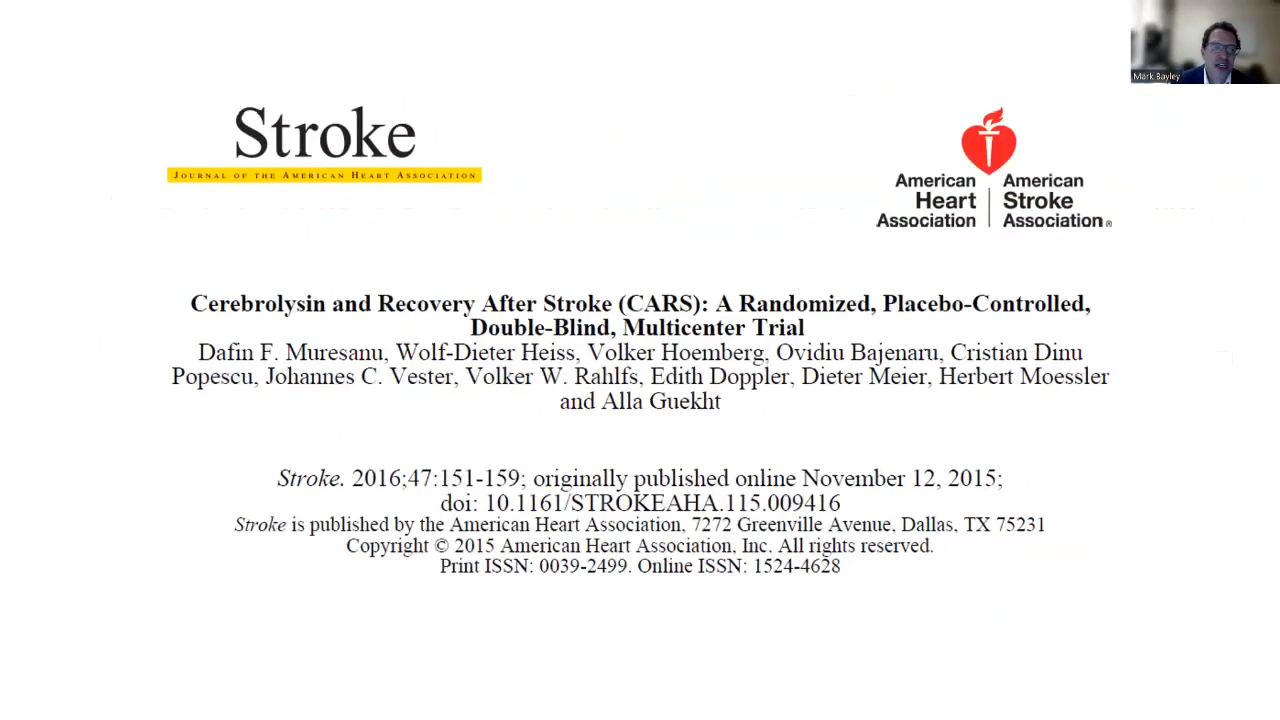 Mark Bayley
Stroke
JOURNAL OF THE AMERICAN HEART ASSOCIATION
American
Heart
Association
American
Stroke
Association®
Cerebrolysin and Recovery After Stroke (CARS): A Randomized, Placebo-Controlled,
Double-Blind, Multicenter Trial
Dafin F. Muresanu, Wolf-Dieter Heiss, Volker Hoemberg, Ovidiu Bajenaru, Cristian Dinu
Popescu, Johannes C. Vester, Volker W. Rahlfs, Edith Doppler, Dieter Meier, Herbert Moessler
and Alla Guekht
Stroke. 2016;47:151-159; originally published online November 12, 2015;
doi: 10.1161/STROKEAHA.115.009416
Stroke is published by the American Heart Association, 7272 Greenville Avenue, Dallas, TX 75231
Copyright © 2015 American Heart Association, Inc. All rights reserved.
Print ISSN: 0039-2499. Online ISSN: 1524-4628